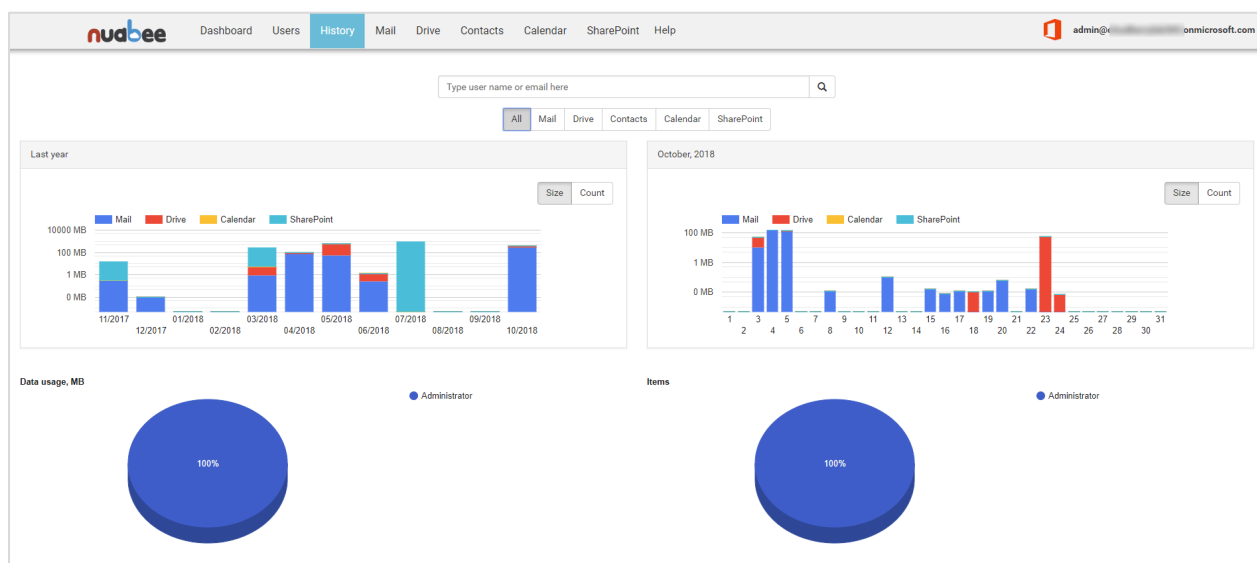 nuabee Dashboard Users History Mail Drive Contacts Calendar SharePoint Help admin@ onmicrosoft.com
Type user name or email here
All Mail Drive Contacts Calendar SharePoint
Last year
Size Count
Mail Drive Calendar SharePoint
10000 MB
100 MB
1 MB
0 MB
11/2017 01/2018 03/2018 05/2018 07/2018 09/2018
12/2017 02/2018 04/2018 06/2018 08/2018 10/2018
October, 2018
Size Count
Mail Drive Calendar SharePoint
100 MB
1 MB
0 MB
1 3 5 7 9 11 13 15 17 19 21 23 25 27 29 31
2 4 6 8 10 12 14 16 18 20 22 24 26 28 30
Data usage, MB
Administrator
100%
Items
Administrator
100%